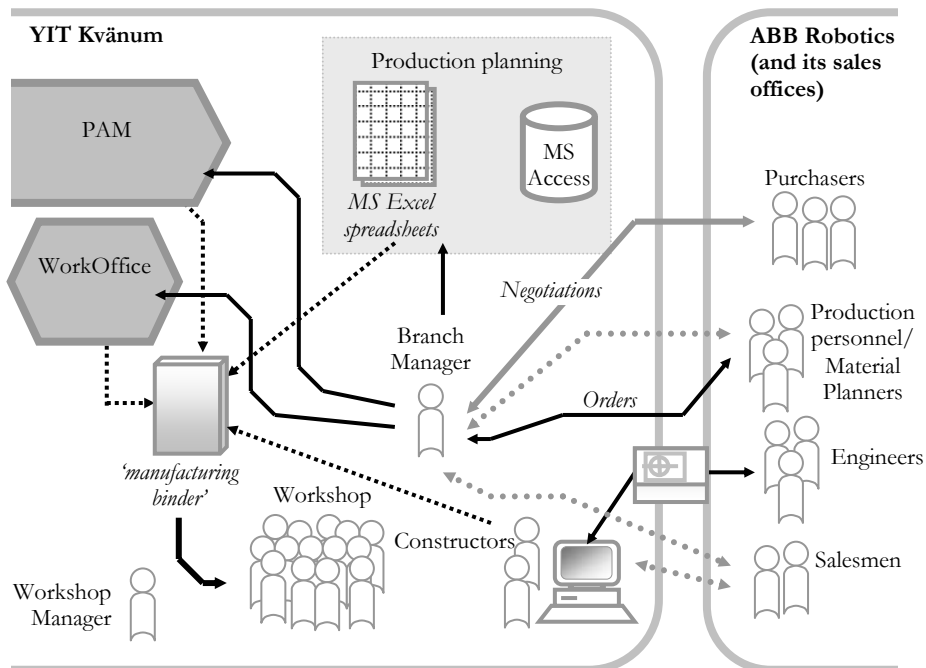 YIT Kvänum
ABB Robotics
(and its sales
offices)
Production planning
PAM
MS
Access
MS Excel
spreadsheets
Purchasers
WorkOffice
Negotiations
Branch
Manager
Production
personnel/
Material
Planners
Orders
'manufacturing
binder'
Engineers
Workshop
Constructors
Salesmen
Workshop
Manager